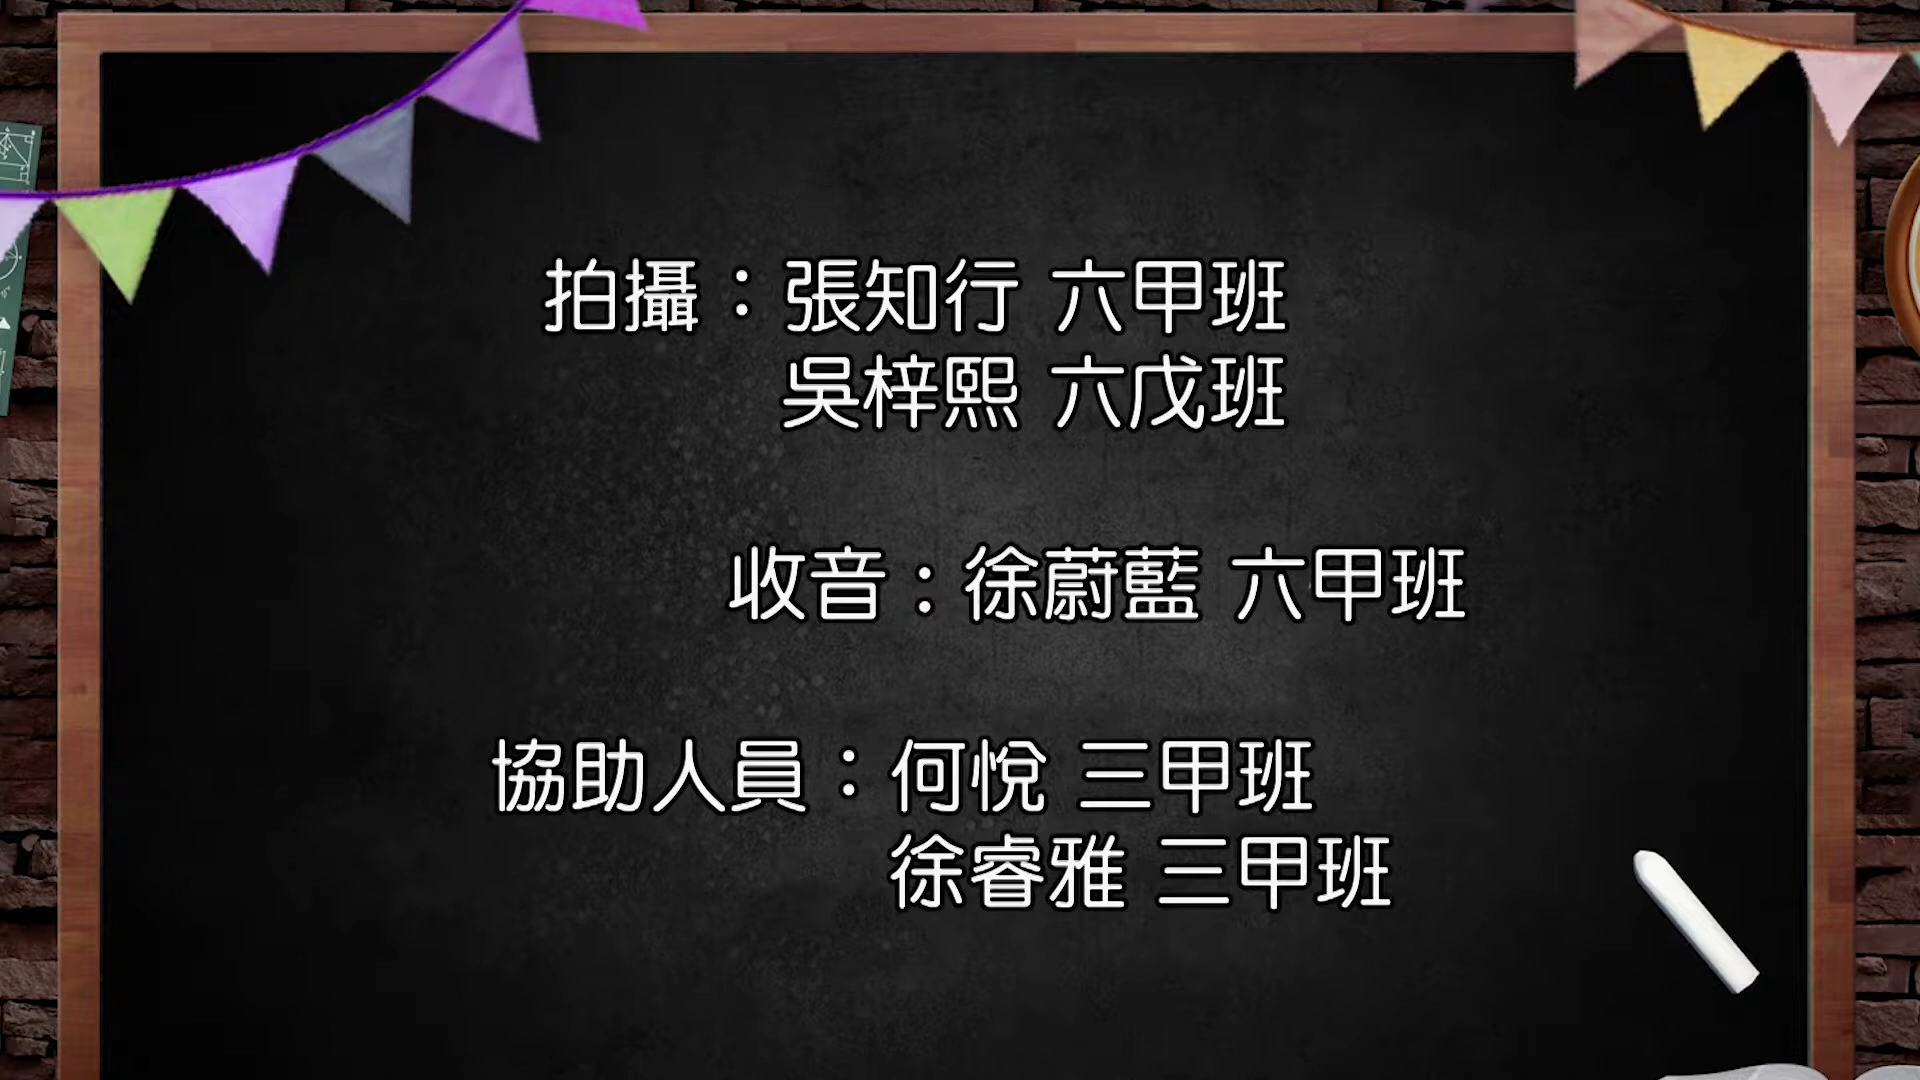 拍攝：張知行 六甲班
吳梓熙 六戊班
收音：徐蔚藍 六甲班
協助人員：何悅 三甲班
徐睿雅 三甲班